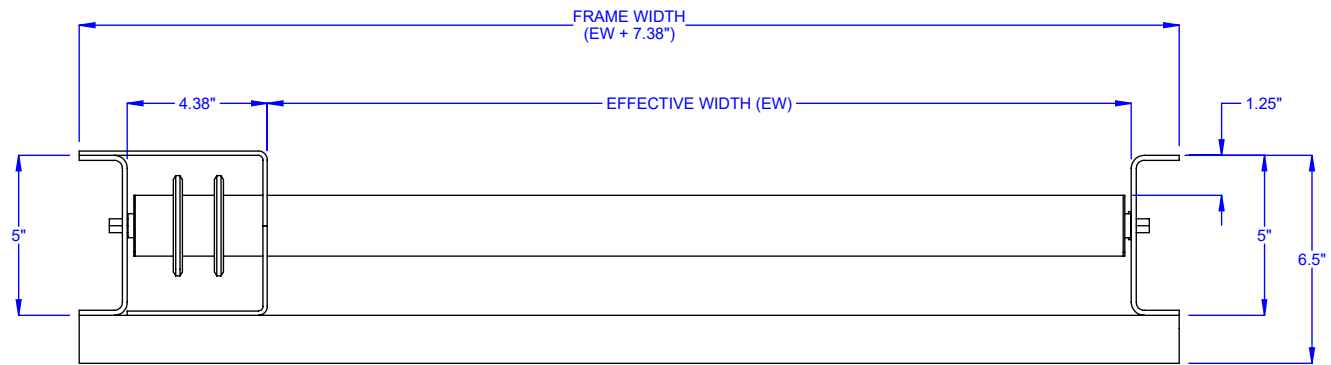 FRAME WIDTH
(EW + 7.38")
4.38"
EFFECTIVE WIDTH (EW)
1.25"
5"
5"
6.5"